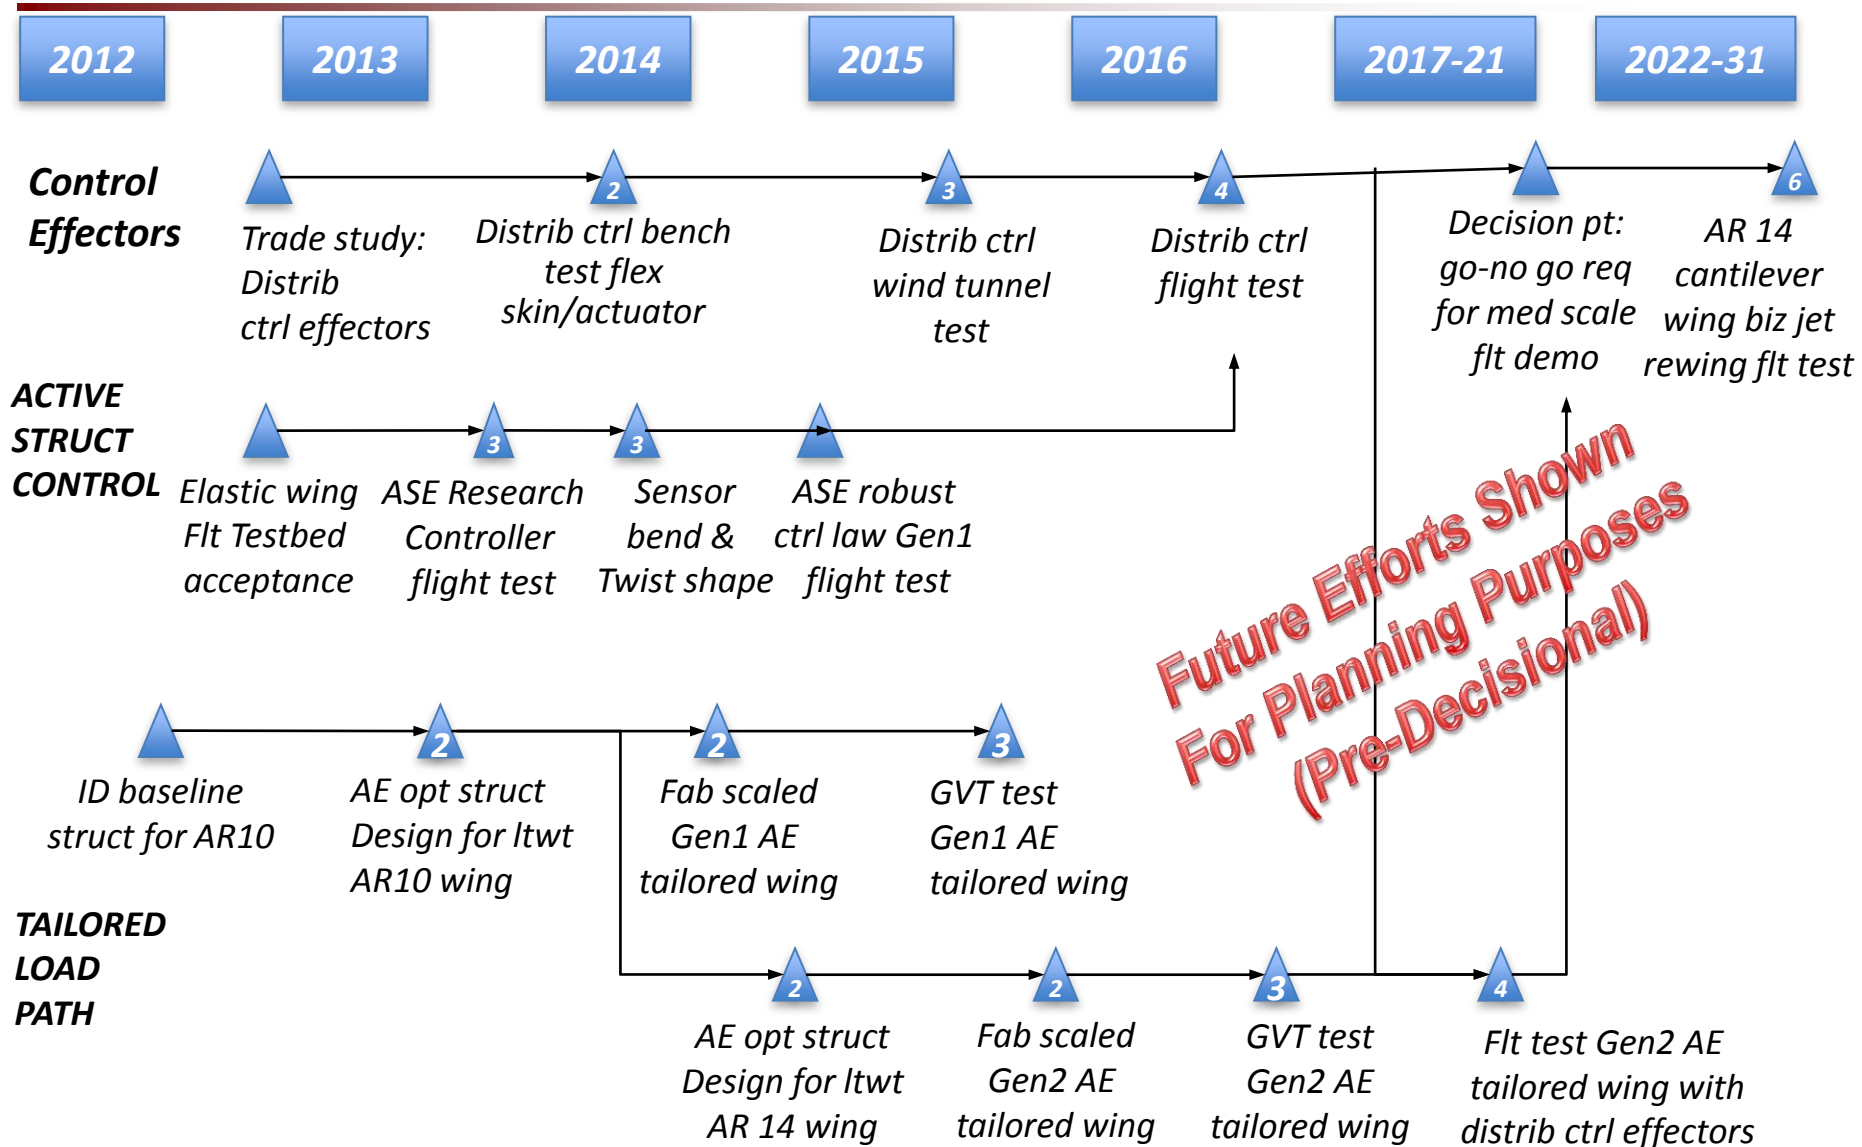 2012 2013 2014 2015 2016 2017-21 2022-31
Control
Effectors
2 3 4 6
Trade study:
Distrib
ctrl effectors
Distrib ctrl bench
test flex
skin/actuator
Distrib ctrl
wind tunnel
test
Distrib ctrl
flight test
Decision pt:
go-no go req
for med scale
flt demo
AR 14
cantilever
wing biz jet
rewing flt test
ACTIVE
STRUCT
CONTROL
3 3
Elastic wing
Flt Testbed
acceptance
ASE Research
Controller
flight test
Sensor
bend &
Twist shape
ASE robust
ctrl law Gen1
flight test
Future Efforts Shown
For Planning Purposes
(Pre-Decisional)
2 2 3
ID baseline
struct for AR10
AE opt struct
Design for ltwt
AR10 wing
Fab scaled
Gen1 AE
tailored wing
GVT test
Gen1 AE
tailored wing
TAILORED
LOAD
PATH
2 2 3 4
AE opt struct
Design for ltwt
AR 14 wing
Fab scaled
Gen2 AE
tailored wing
GVT test
Gen2 AE
tailored wing
Flt test Gen2 AE
tailored wing with
distrib ctrl effectors